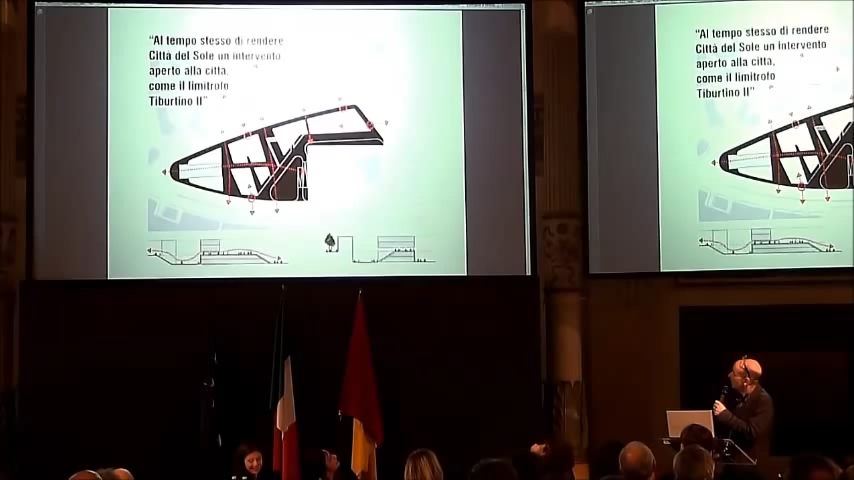 “Al tempo stesso di rendere
Città del Sole un intervento
aperto alla città,
come il limitrofo
Tiburtino II”
“Al tempo stesso di rendere
Città del Sole un intervento
aperto alla città,
come il limitrofo
Tiburtino II”